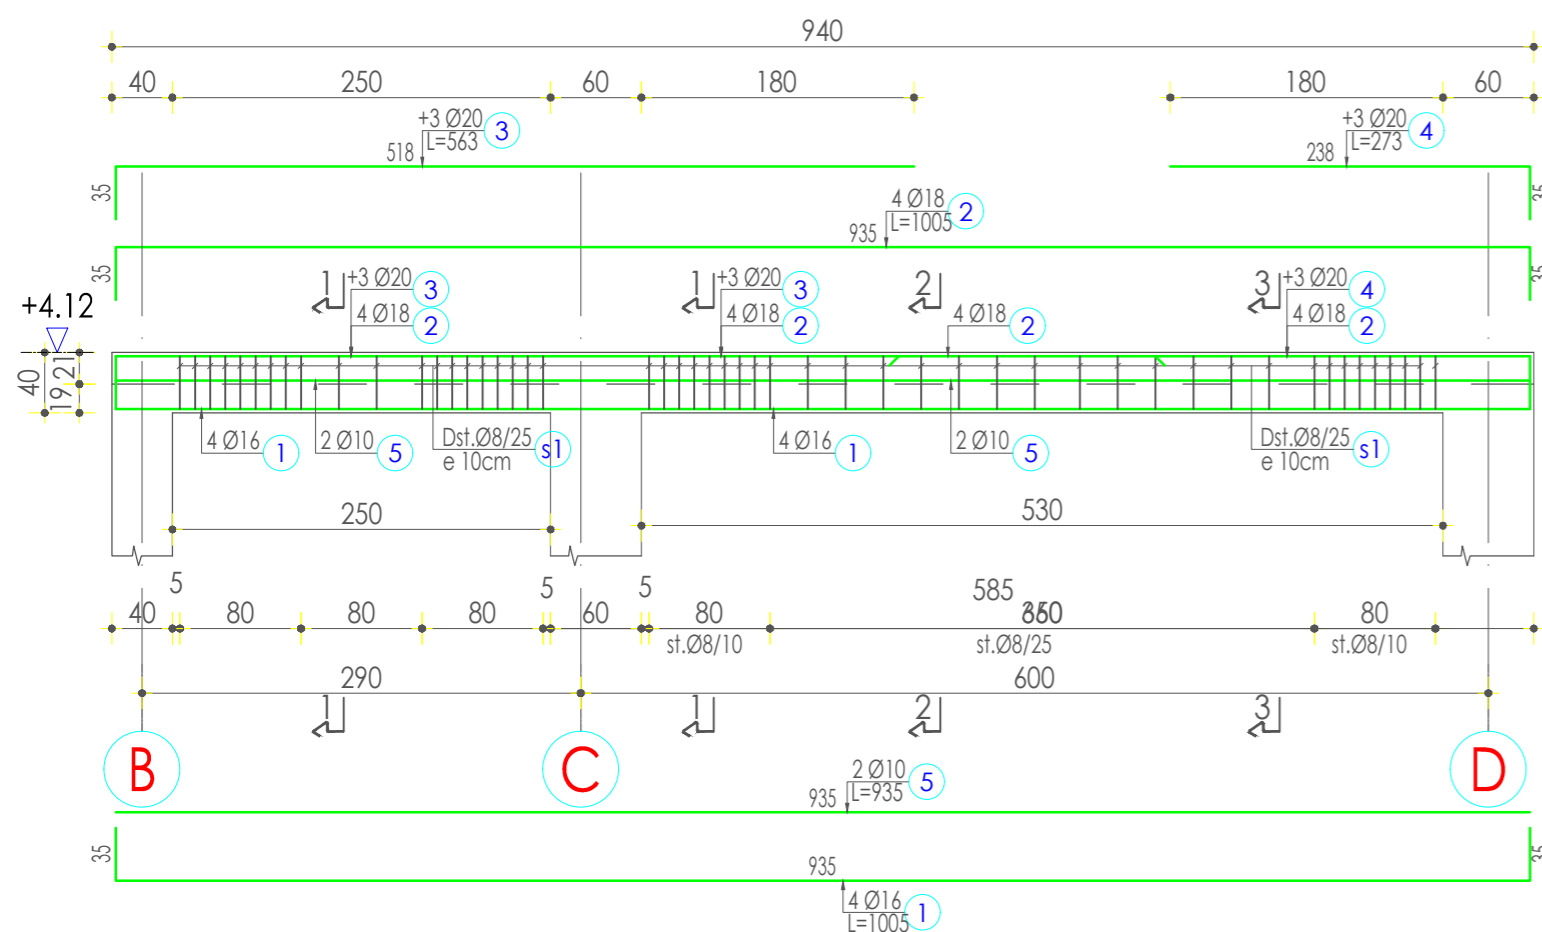 940
40 250 60 180 180 60
+3 Ø20 3
L=563
518
+3 Ø20 4
L=273
238
35 35
4 Ø18 2
L=1005
935
35 35
1 +3 Ø20 3
4 Ø18 2
1 +3 Ø20 3
4 Ø18 2
2
4 Ø18 2
3 +3 Ø20 4
4 Ø18 2
+4.12
40
19.21
4 Ø16 1
2 Ø10 5
Dst.Ø8/25 s1
e 10cm
4 Ø16 1
2 Ø10 5
Dst.Ø8/25 s1
e 10cm
250 530
5 5 5 585
40 80 80 80 60 80 80
st.Ø8/10 st.Ø8/25 st.Ø8/10
290 600
1 1 2 3
B C D
2 Ø10 5
L=935
935
35 35
935
4 Ø16 1
L=1005